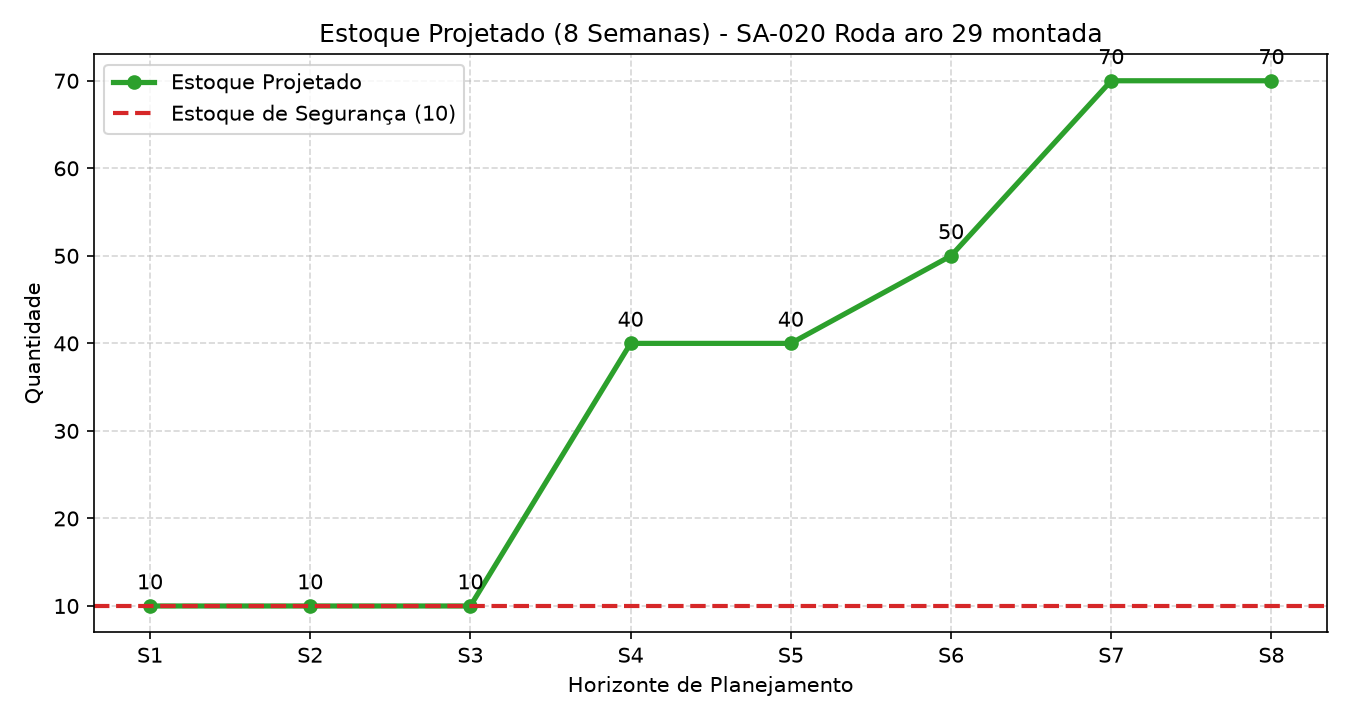 Estoque Projetado (8 Semanas) - SA-020 Roda aro 29 montada
Estoque Projetado
Estoque de Segurança (10)
Quantidade
70
60
50
40
30
20
10
10
10
10
40
40
50
70
70
S1
S2
S3
S4
S5
S6
S7
S8
Horizonte de Planejamento